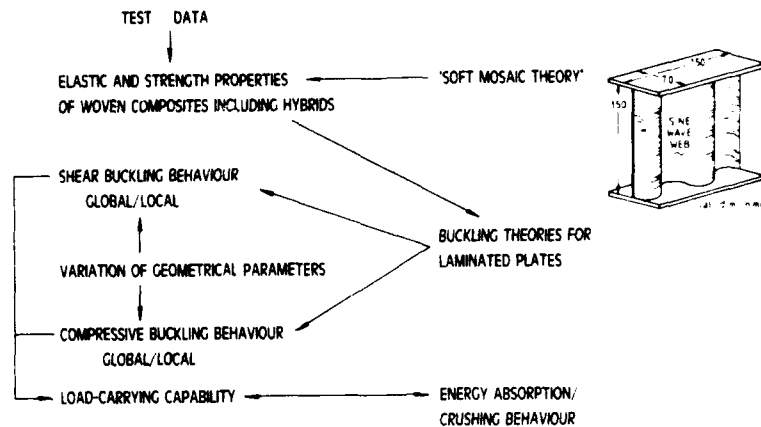 TEST DATA
ELASTIC AND STRENGTH PROPERTIES
OF WOVEN COMPOSITES INCLUDING HYBRIDS
'SOFT MOSAIC THEORY'
150
70
150
SINE
WAVE
WEB
SHEAR BUCKLING BEHAVIOUR
GLOBAL/LOCAL
BUCKLING THEORIES FOR
LAMINATED PLATES
VARIATION OF GEOMETRICAL PARAMETERS
COMPRESSIVE BUCKLING BEHAVIOUR
GLOBAL/LOCAL
LOAD-CARRYING CAPABILITY
ENERGY ABSORPTION/
CRUSHING BEHAVIOUR